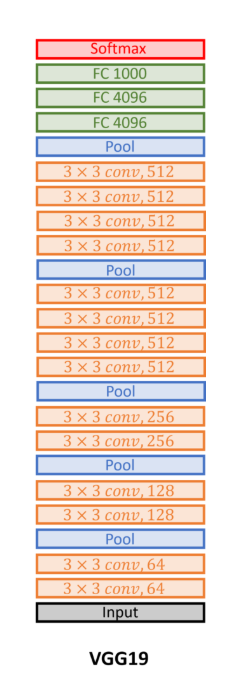 Softmax
FC 1000
FC 4096
FC 4096
Pool
3 × 3 conv, 512
3 × 3 conv, 512
3 × 3 conv, 512
3 × 3 conv, 512
Pool
3 × 3 conv, 512
3 × 3 conv, 512
3 × 3 conv, 512
3 × 3 conv, 512
Pool
3 × 3 conv, 256
3 × 3 conv, 256
Pool
3 × 3 conv, 128
3 × 3 conv, 128
Pool
3 × 3 conv, 64
3 × 3 conv, 64
Input
VGG19